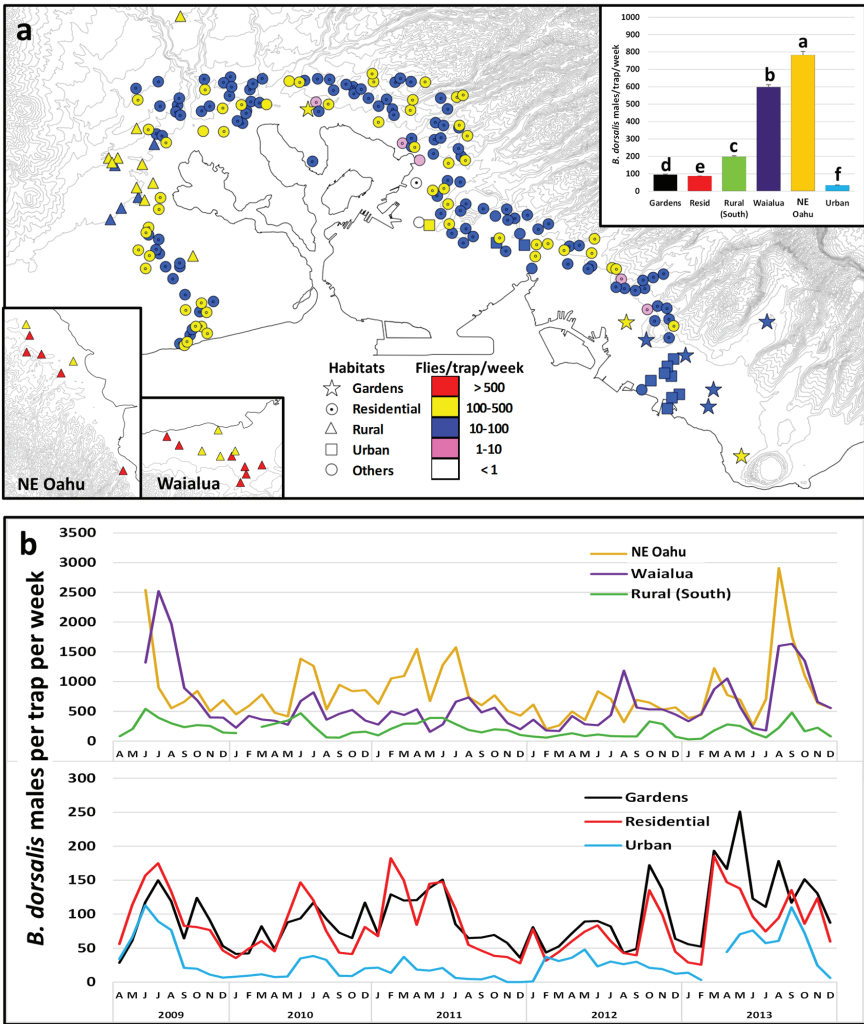 a
1000
900
800
700
600
500
400
300
200
100
0
B. dorsalis males/trap/week
d
e
c
b
a
f
Gardens Resid Rural (South) Waialua NE Oahu Urban
NE Oahu
Waialua
Habitats Flies/trap/week
Gardens > 500
Residential 100-500
Rural 10-100
Urban 1-10
Others < 1
b
B. dorsalis males per trap per week
3500
3000
2500
2000
1500
1000
500
0
NE Oahu
Waialua
Rural (South)
A M J J A S O N D J F M A M J J A S O N D J F M A M J J A S O N D J F M A M J J A S O N D J F M A M J J A S O N D
300
250
200
150
100
50
0
Gardens
Residential
Urban
A M J J A S O N D J F M A M J J A S O N D J F M A M J J A S O N D J F M A M J J A S O N D J F M A M J J A S O N D
2009 2010 2011 2012 2013